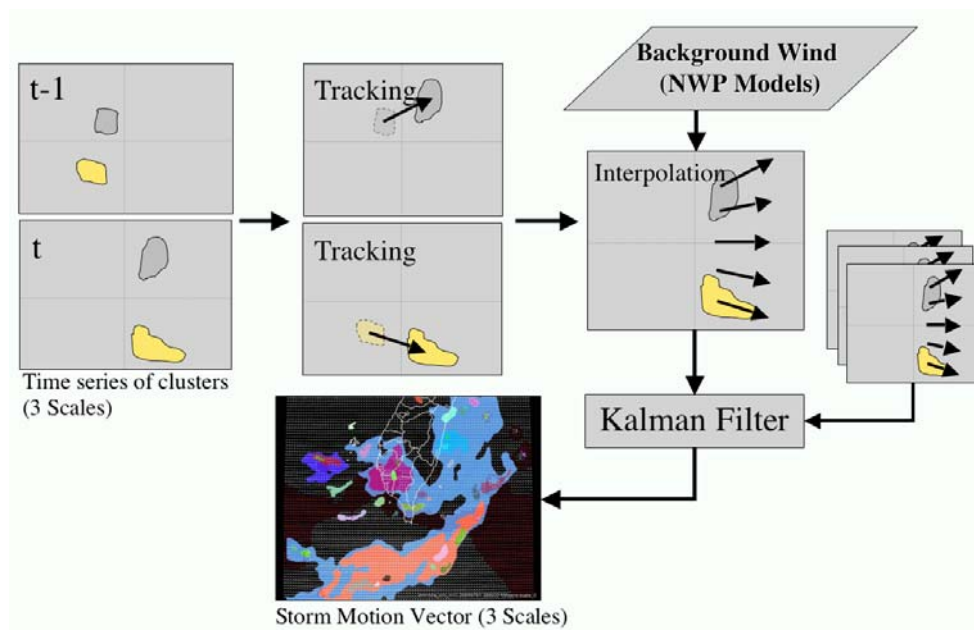 t-1
Tracking
Background Wind
(NWP Models)
Interpolation
t
Tracking
Time series of clusters
(3 Scales)
Kalman Filter
Storm Motion Vector (3 Scales)